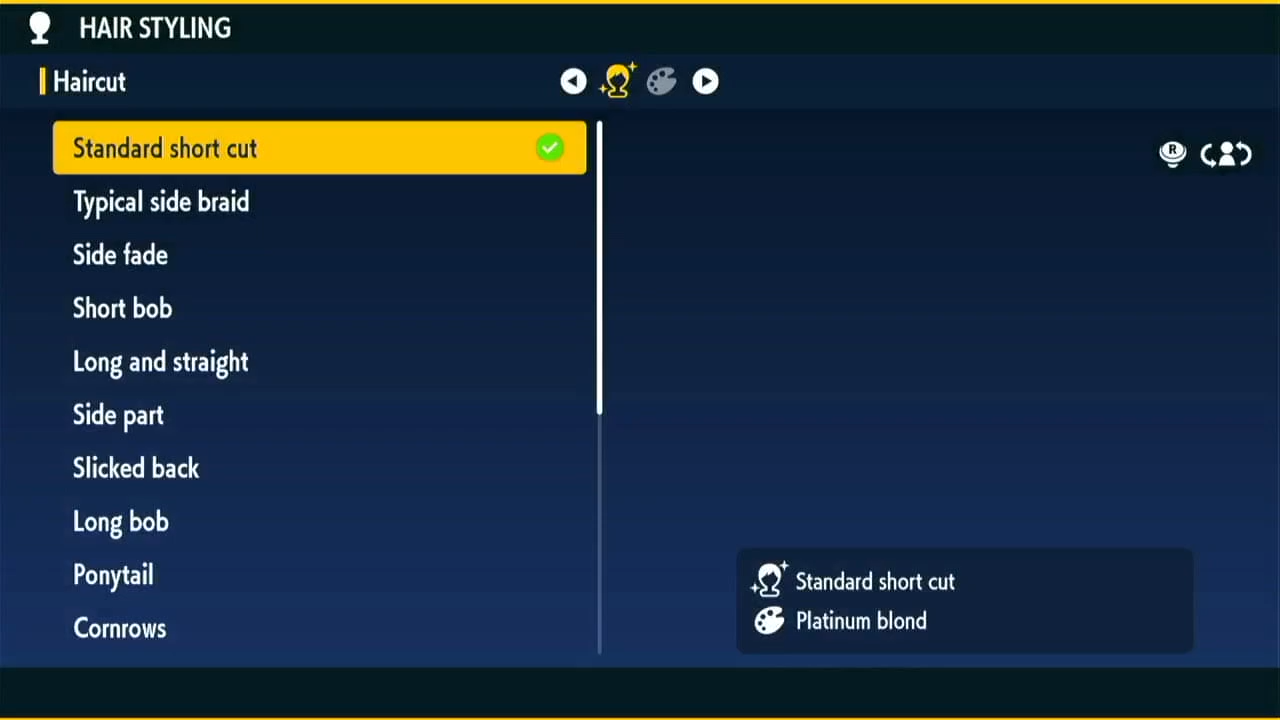 HAIR STYLING
Haircut
Standard short cut
R
Typical side braid
Side fade
Short bob
Long and straight
Side part
Slicked back
Long bob
Ponytail
Cornrows
Standard short cut
Platinum blond